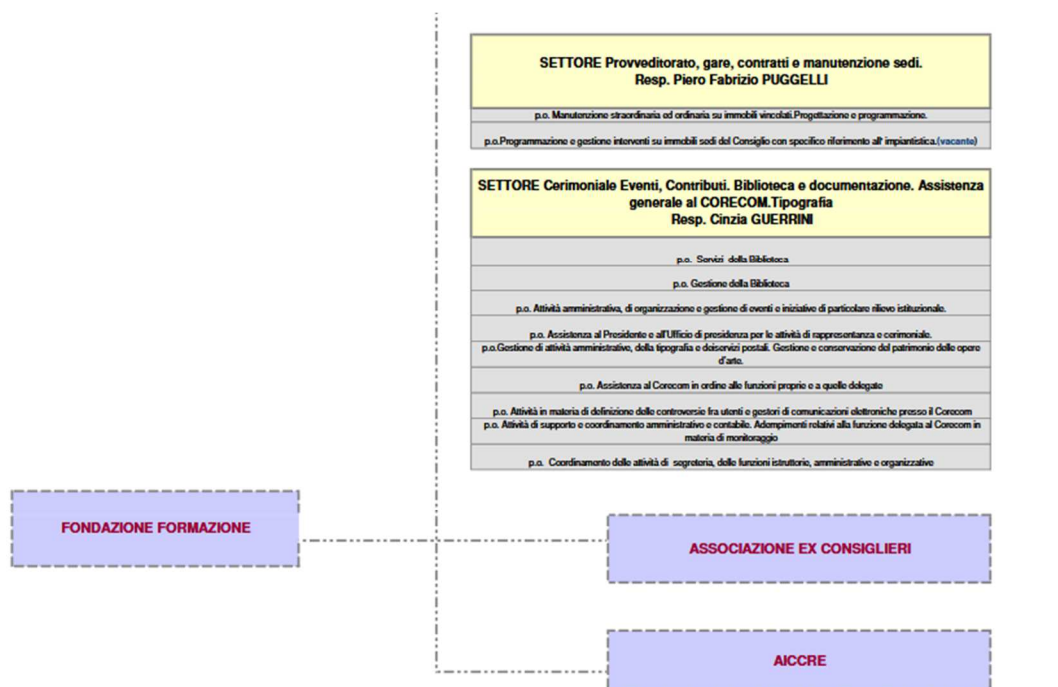 SETTORE Provveditorato, gare, contratti e manutenzione sedi.
Resp. Piero Fabrizio PUGGELLI
p.o. Manutenzione straordinaria ed ordinaria su immobili vincolati.Progettazione e programmazione.
p.o.Programmazione e gestione interventi su immobili sedi del Consiglio con specifico riferimento all' impiantistica.(vacante)
SETTORE Cerimoniale Eventi, Contributi. Biblioteca e documentazione. Assistenza
generale al CORECOM.Tipografia
Resp. Cinzia GUERRINI
p.o. Servizi della Biblioteca
p.o. Gestione della Biblioteca
p.o. Attività amministrativa, di organizzazione e gestione di eventi e iniziative di particolare rilievo istituzionale.
p.o. Assistenza al Presidente e all'Ufficio di presidenza per le attività di rappresentanza e cerimoniale.
p.o.Gestione di attività amministrative, della tipografia e deiservizi postali. Gestione e conservazione del patrimonio delle opere
d'arte.
p.o. Assistenza al Corecom in ordine alle funzioni proprie e a quelle delegate
p.o. Attività in materia di definizione delle controversie fra utenti e gestori di comunicazioni elettroniche presso il Corecom
p.o. Attività di supporto e coordinamento amministrativo e contabile. Adempimenti relativi alla funzione delegata al Corecom in
materia di monitoraggio
p.o. Coordinamento delle attività di segreteria, delle funzioni istruttorie, amministrative e organizzative
FONDAZIONE FORMAZIONE
ASSOCIAZIONE EX CONSIGLIERI
AICCRE